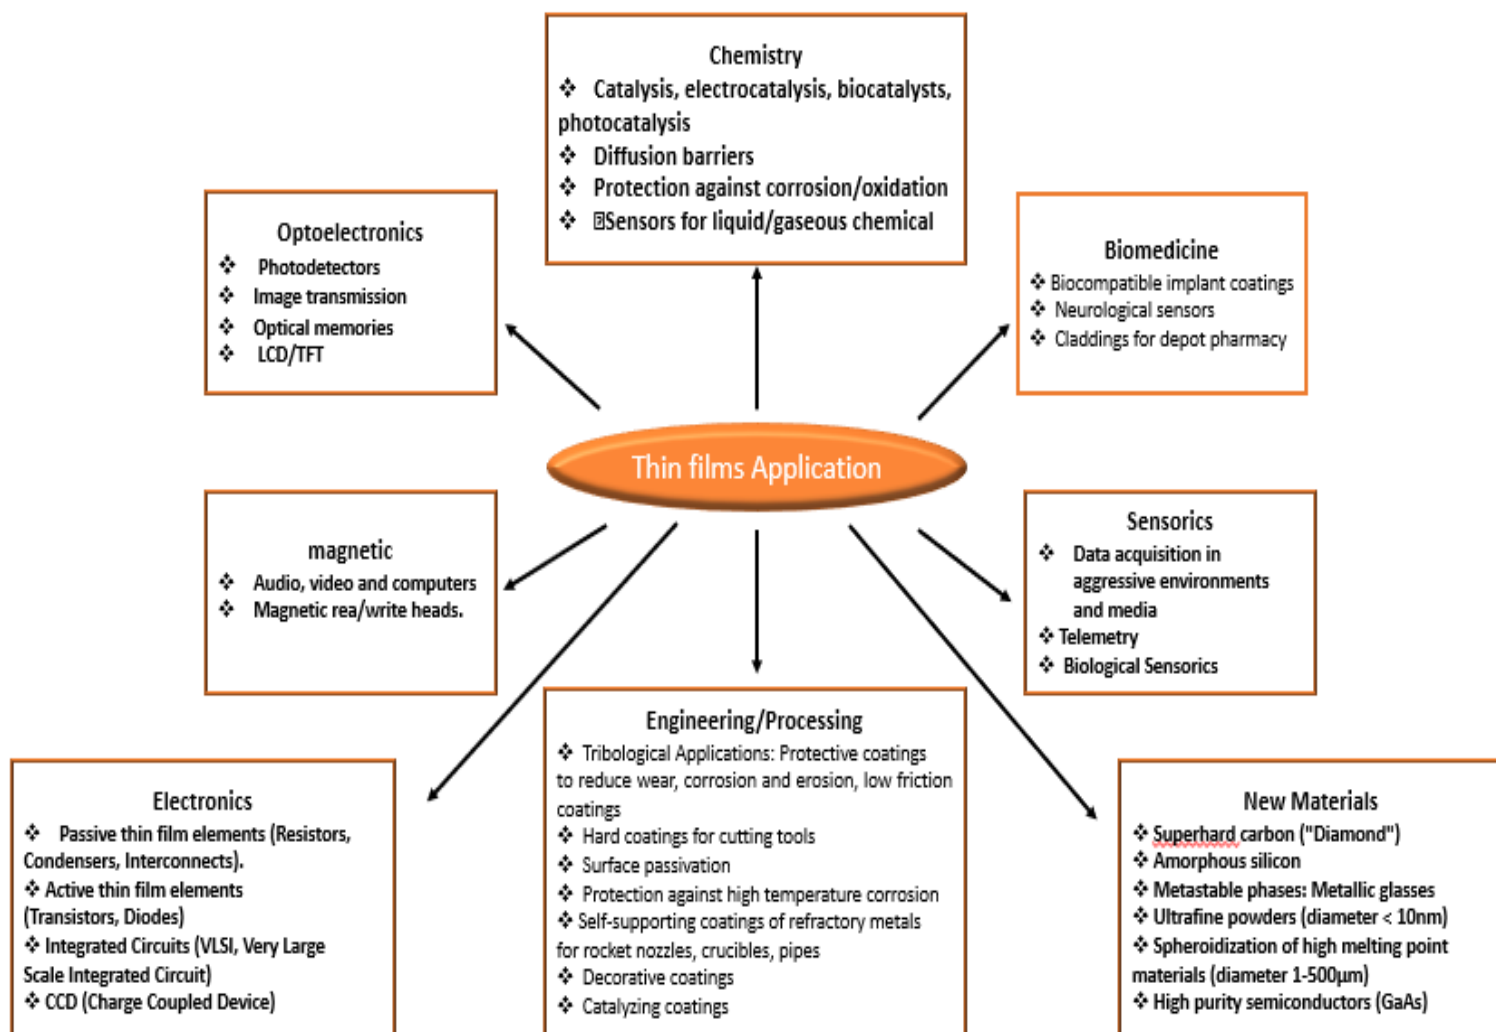 Chemistry
❖ Catalysis, electrocatalysis, biocatalysts,
photocatalysis
❖ Diffusion barriers
❖ Protection against corrosion/oxidation
❖ Sensors for liquid/gaseous chemical
Optoelectronics
❖ Photodetectors
❖ Image transmission
❖ Optical memories
❖ LCD/TFT
Biomedicine
❖ Biocompatible implant coatings
❖ Neurological sensors
❖ Claddings for depot pharmacy
Thin films Application
magnetic
❖ Audio, video and computers
❖ Magnetic rea/write heads.
Sensorics
❖ Data acquisition in
aggressive environments
and media
❖ Telemetry
❖ Biological Sensorics
Electronics
❖ Passive thin film elements (Resistors,
Condensers, Interconnects).
❖ Active thin film elements
(Transistors, Diodes)
❖ Integrated Circuits (VLSI, Very Large
Scale Integrated Circuit)
❖ CCD (Charge Coupled Device)
Engineering/Processing
❖ Tribological Applications: Protective coatings
to reduce wear, corrosion and erosion, low friction
coatings
❖ Hard coatings for cutting tools
❖ Surface passivation
❖ Protection against high temperature corrosion
❖ Self-supporting coatings of refractory metals
for rocket nozzles, crucibles, pipes
❖ Decorative coatings
❖ Catalyzing coatings
New Materials
❖ Superhard carbon ("Diamond")
❖ Amorphous silicon
❖ Metastable phases: Metallic glasses
❖ Ultrafine powders (diameter < 10nm)
❖ Spheroidization of high melting point
materials (diameter 1-500µm)
❖ High purity semiconductors (GaAs)